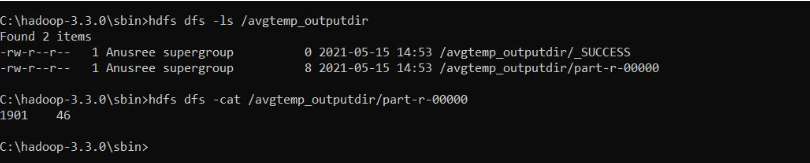 C:\hadoop-3.3.0\sbin>hdfs dfs -ls /avgtemp_outputdir
Found 2 items
-rw-r--r--   1 Anusree supergroup          0 2021-05-15 14:53 /avgtemp_outputdir/_SUCCESS
-rw-r--r--   1 Anusree supergroup          8 2021-05-15 14:53 /avgtemp_outputdir/part-r-00000
C:\hadoop-3.3.0\sbin>hdfs dfs -cat /avgtemp_outputdir/part-r-00000
1901    46
C:\hadoop-3.3.0\sbin>